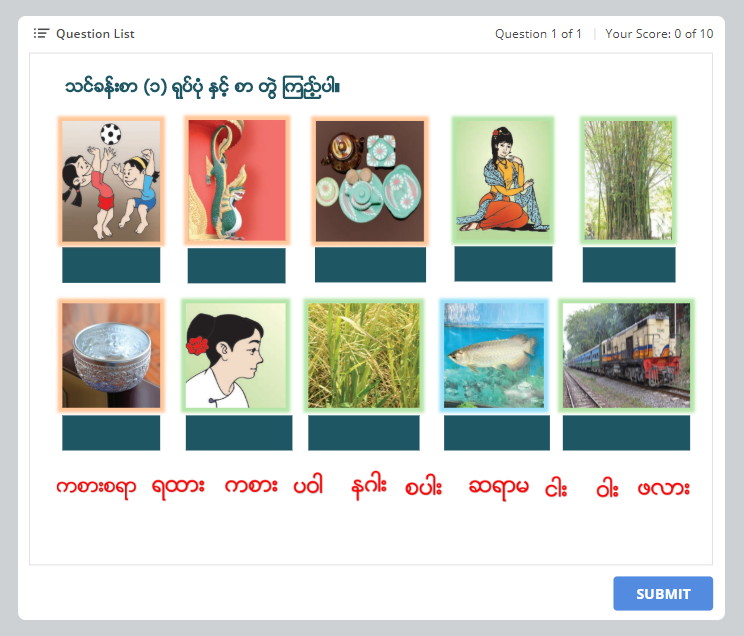 Question List
Question 1 of 1 | Your Score: 0 of 10
သင်ခန်းစာ (၁) ရုပ်ပုံ နှင့် စာ တွဲ ကြည့်ပါ။
ကစားစရာ ရထား ကစား ပဝါ နဂါး စပါး ဆရာမ ငါး ဝါး ဖလား
SUBMIT